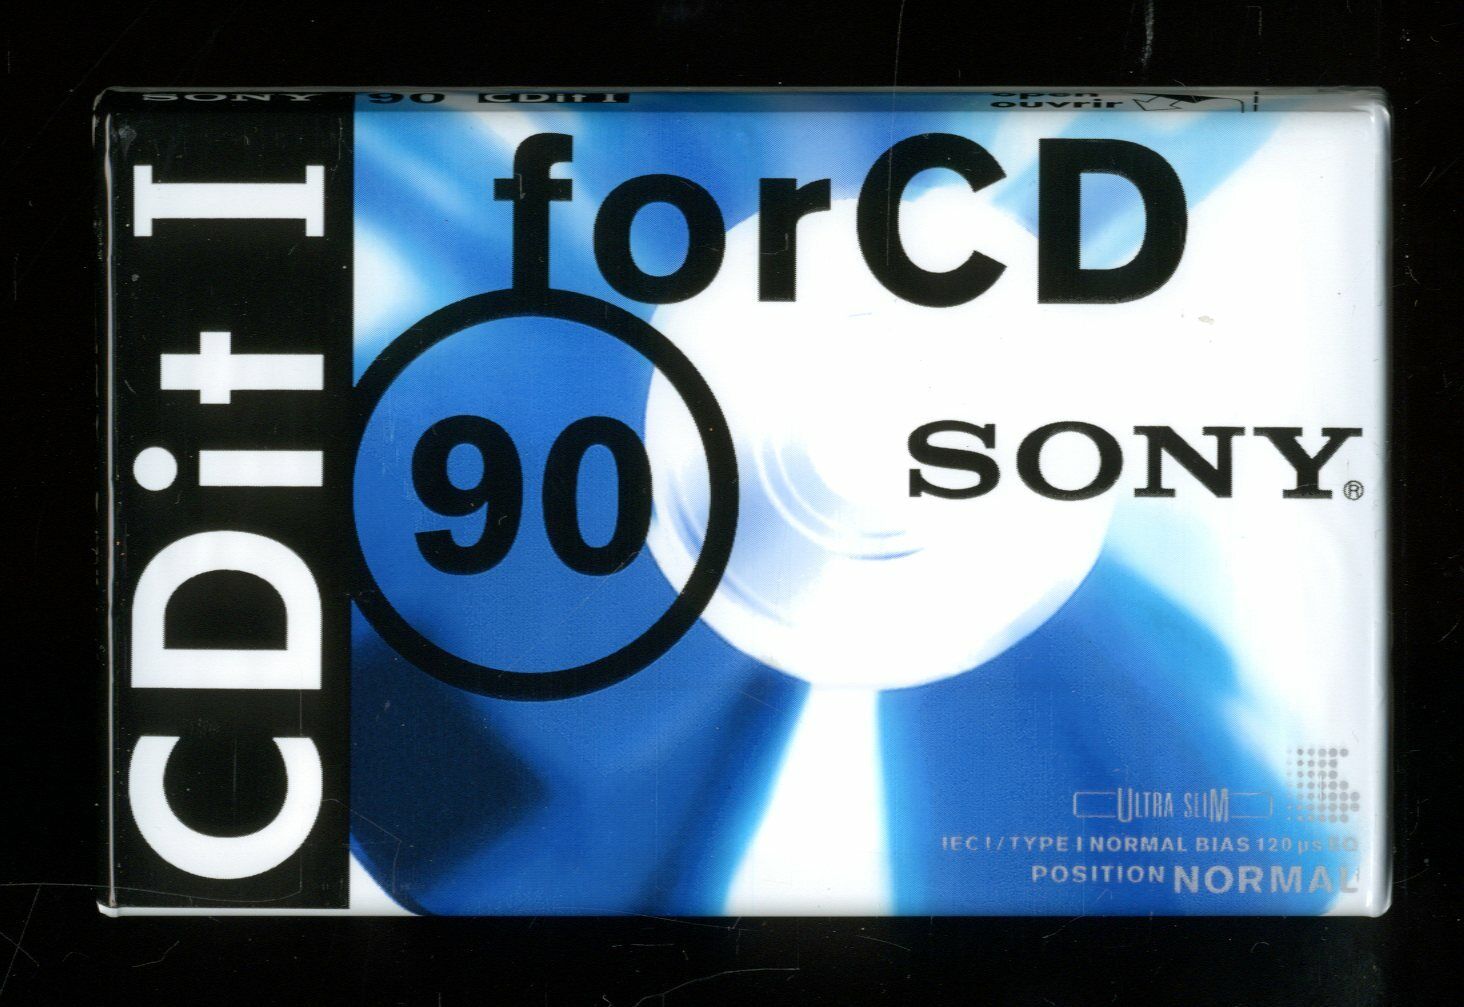 SONY 90 CDit I
open
ouvrir
CDit I
forCD
90
SONY®
ULTRA SLIM
IEC I/TYPE I NORMAL BIAS 120 µs EQ
POSITION NORMAL